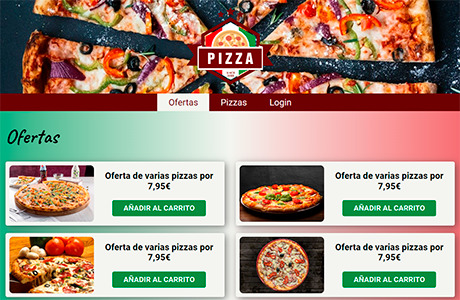 PIZZA
Ofertas Pizzas Login
Ofertas
Oferta de varias pizzas por
7,95€
AÑADIR AL CARRITO
Oferta de varias pizzas por
7,95€
AÑADIR AL CARRITO
Oferta de varias pizzas por
7,95€
AÑADIR AL CARRITO
Oferta de varias pizzas por
7,95€
AÑADIR AL CARRITO